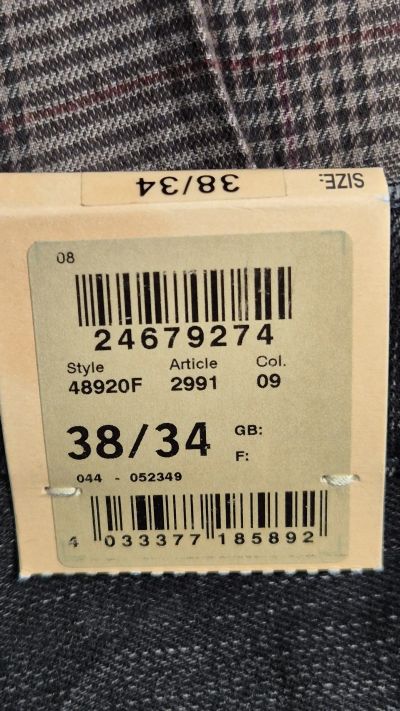 SIZE: 38/34
08
24679274
Style Article Col.
48920F 2991 09
38/34 GB:
F:
044 - 052349
4 033377 185892